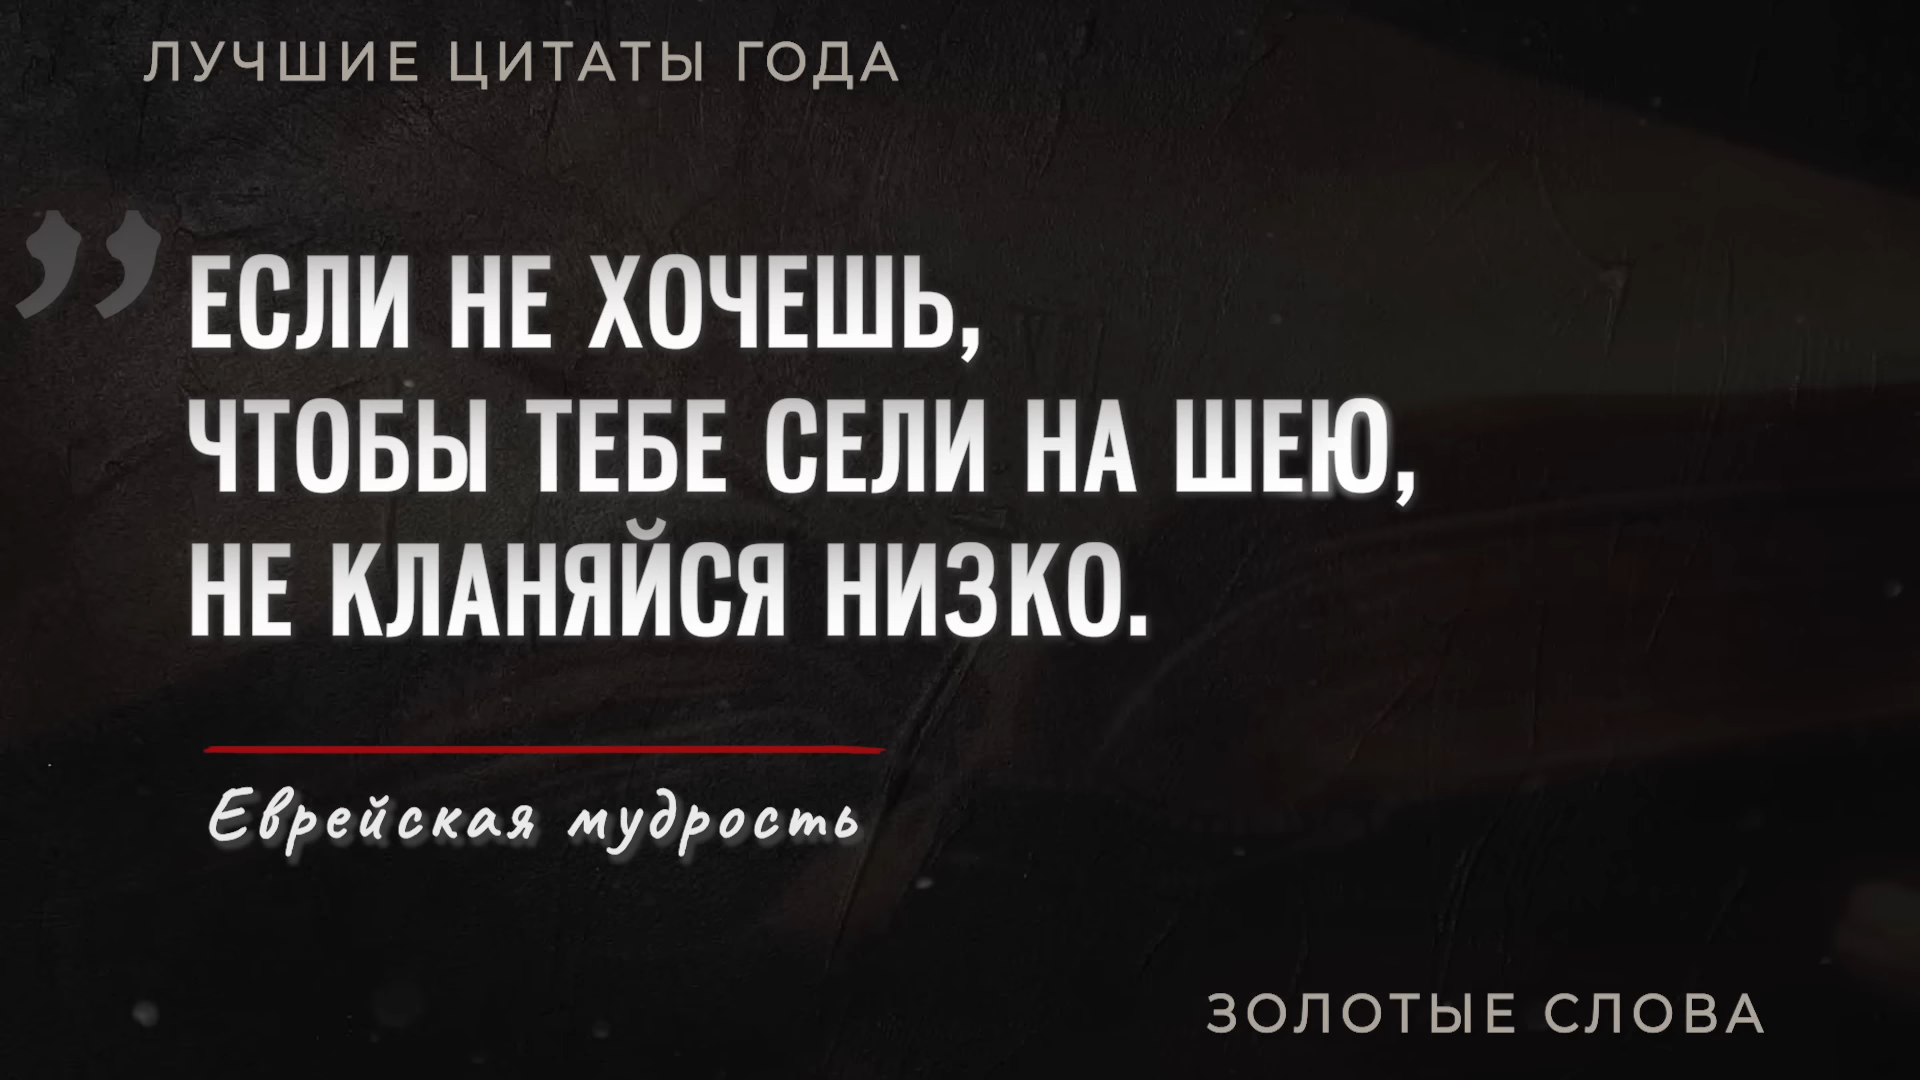 ЛУЧШИЕ ЦИТАТЫ ГОДА
” ЕСЛИ НЕ ХОЧЕШЬ,
ЧТОБЫ ТЕБЕ СЕЛИ НА ШЕЮ,
НЕ КЛАНЯЙСЯ НИЗКО.
Еврейская мудрость
ЗОЛОТЫЕ СЛОВА